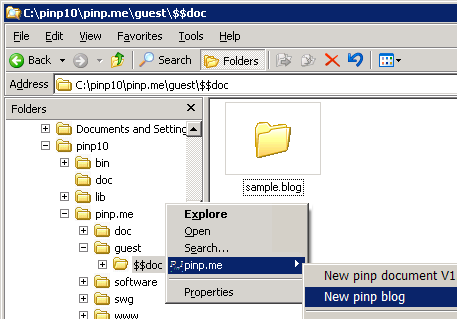 C:\pinp10\pinp.me\guest\$$doc
File Edit View Favorites Tools Help
Back Search Folders
Address C:\pinp10\pinp.me\guest\$$doc
Folders
Documents and Setting
pinp10
bin
doc
lib
pinp.me
doc
guest
$$doc
software
swg
www
sample.blog
Explore
Open
Search...
pinp.me
Properties
New pinp document V1
New pinp blog